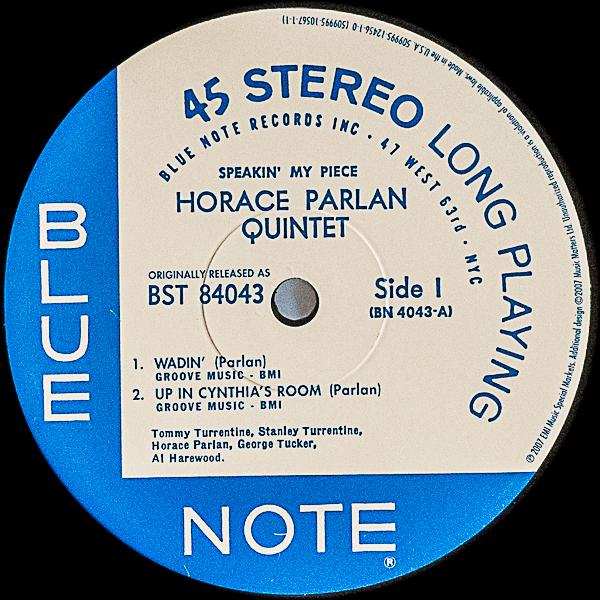 45 STEREO LONG PLAYING
BLUE NOTE RECORDS INC • 47 WEST 63rd • NYC
SPEAKIN' MY PIECE
HORACE PARLAN
QUINTET
ORIGINALLY RELEASED AS
BST 84043
Side 1
(BN 4043-A)
1. WADIN' (Parlan)
GROOVE MUSIC - BMI
2. UP IN CYNTHIA'S ROOM (Parlan)
GROOVE MUSIC - BMI
Tommy Turrentine, Stanley Turrentine,
Horace Parlan, George Tucker,
Al Harewood.
BLUE
NOTE®
℗2007 EMI Music Special Markets. Additional design ©2007 Music Matters Ltd. Unauthorized reproduction is a violation of applicable laws. Made in the U.S.A. 509995 12456-1-0 (509995-10567-1-1)